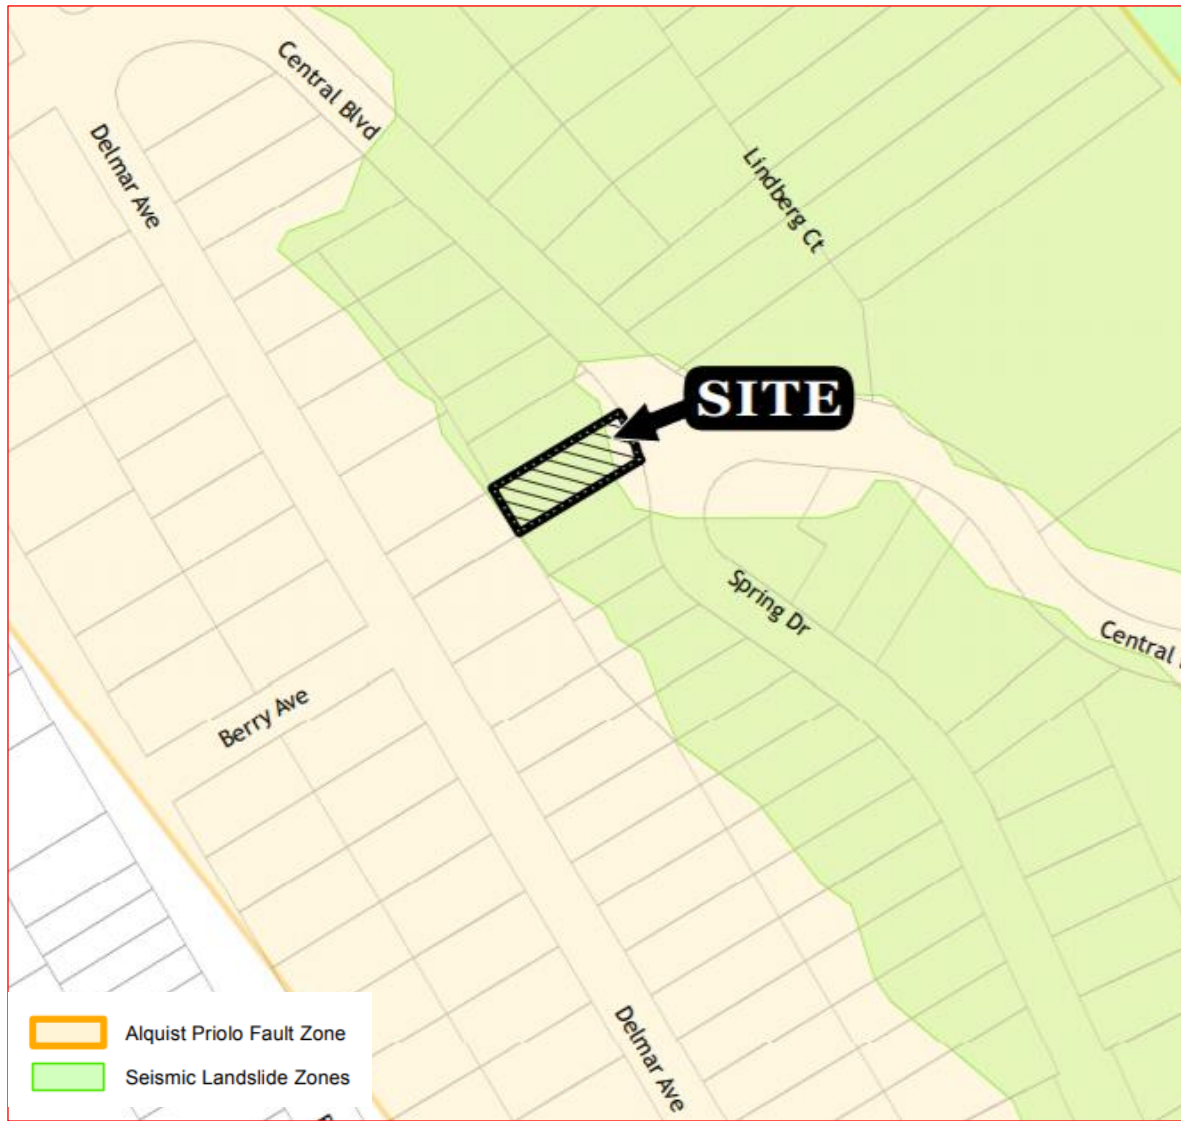 Central Blvd
Delmar Ave
Lindberg Ct
SITE
Spring Dr
Central
Berry Ave
Delmar Ave
Alquist Priolo Fault Zone
Seismic Landslide Zones